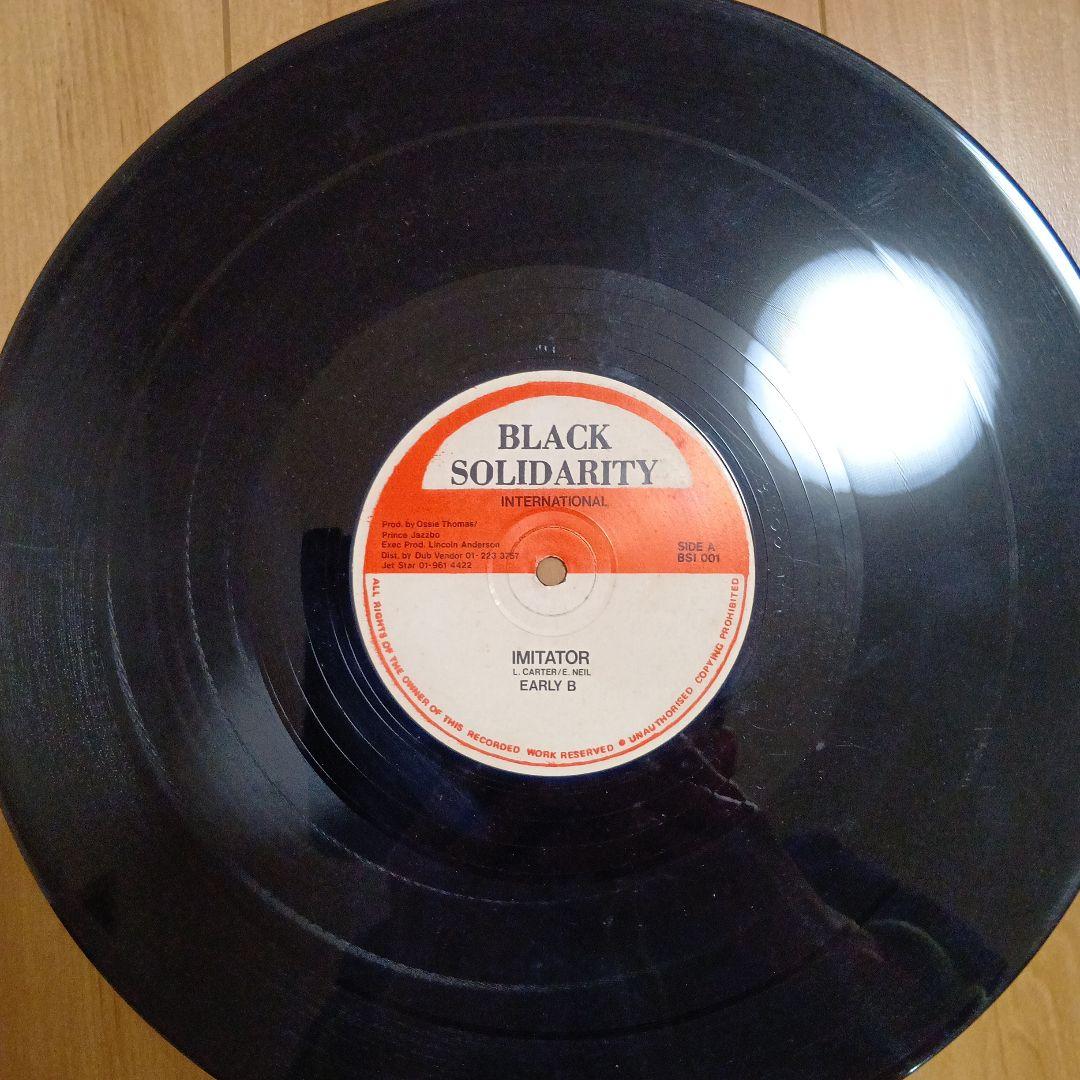 BLACK
SOLIDARITY
INTERNATIONAL
Prod. by Ossie Thomas/
Prince Jazzbo
Exec Prod. Lincoln Anderson
Dist. by Dub Vendor 01-223 3757
Jet Star 01-961 4422
SIDE A
BSI 001
IMITATOR
L. CARTER/E. NEIL
EARLY B
ALL RIGHTS OF THE OWNER OF THIS RECORDED WORK RESERVED ● UNAUTHORISED COPYING PROHIBITED